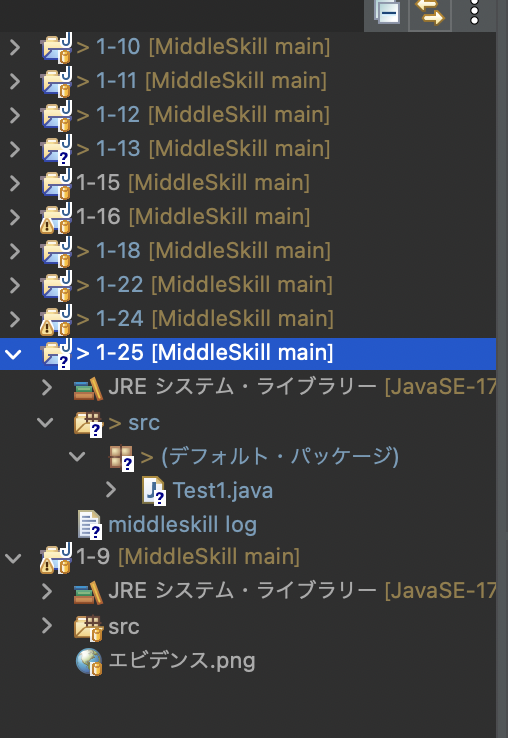 > 1-10 [MiddleSkill main]
> 1-11 [MiddleSkill main]
> 1-12 [MiddleSkill main]
> 1-13 [MiddleSkill main]
1-15 [MiddleSkill main]
1-16 [MiddleSkill main]
> 1-18 [MiddleSkill main]
> 1-22 [MiddleSkill main]
> 1-24 [MiddleSkill main]
> 1-25 [MiddleSkill main]
JRE システム・ライブラリー [JavaSE-17
> src
> (デフォルト・パッケージ)
Test1.java
middleskill log
1-9 [MiddleSkill main]
JRE システム・ライブラリー [JavaSE-17
src
エビデンス.png